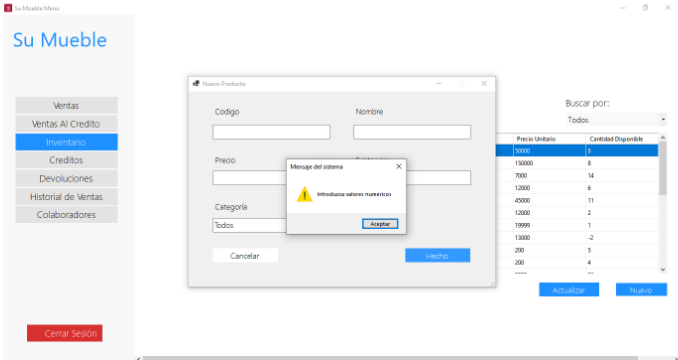 Su Mueble Menu
Su Mueble
Ventas
Ventas Al Credito
Inventario
Creditos
Devoluciones
Historial de Ventas
Colaboradores
Cerrar Sesión
Nuevo Producto
Codigo
Nombre
Precio
Categoría
Todos
Cancelar
Hecho
Mensaje del sistema
Introduzca valores numericos
Aceptar
Buscar por:
Todos
Precio Unitario Cantidad Disponible
50000 8
150000 8
7000 14
12000 6
45000 11
12000 2
19999 1
13000 -2
200 5
200 4
Actualizar
Nuevo